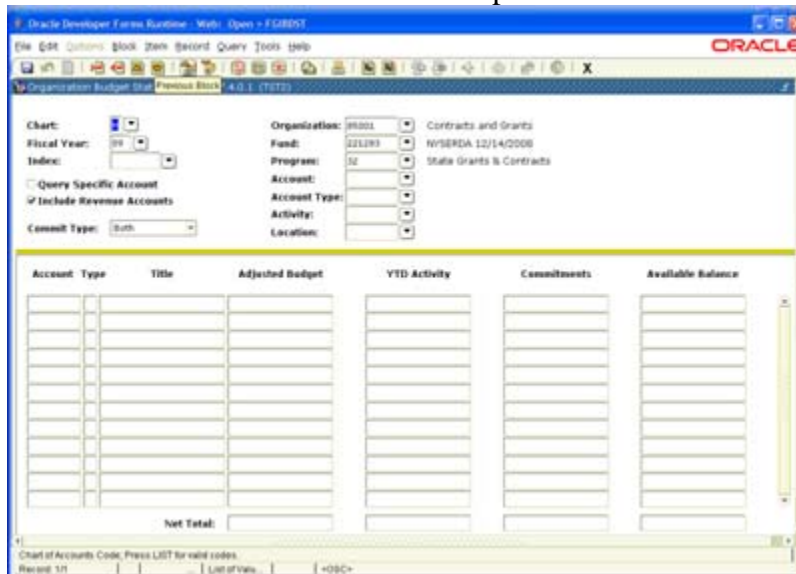 Oracle Developer Forms Runtime - Web: Open > FGIBDST
File Edit Options Block Item Record Query Tools Help
ORACLE
X
Organization Budget Stat Previous Block 4.0.1 (TST2)
Chart: Organization: Contracts and Grants
Fiscal Year: 09 Fund: 221293 NYSERDA 12/14/2008
Index: Program: 32 State Grants & Contracts
Query Specific Account Account:
Include Revenue Accounts Account Type:
Activity:
Commit Type: Both Location:
Account Type Title Adjusted Budget YTD Activity Commitments Available Balance
Net Total:
Chart of Accounts Code; Press LIST for valid codes.
Record: 1/1 ... List of Valu... <OSC>